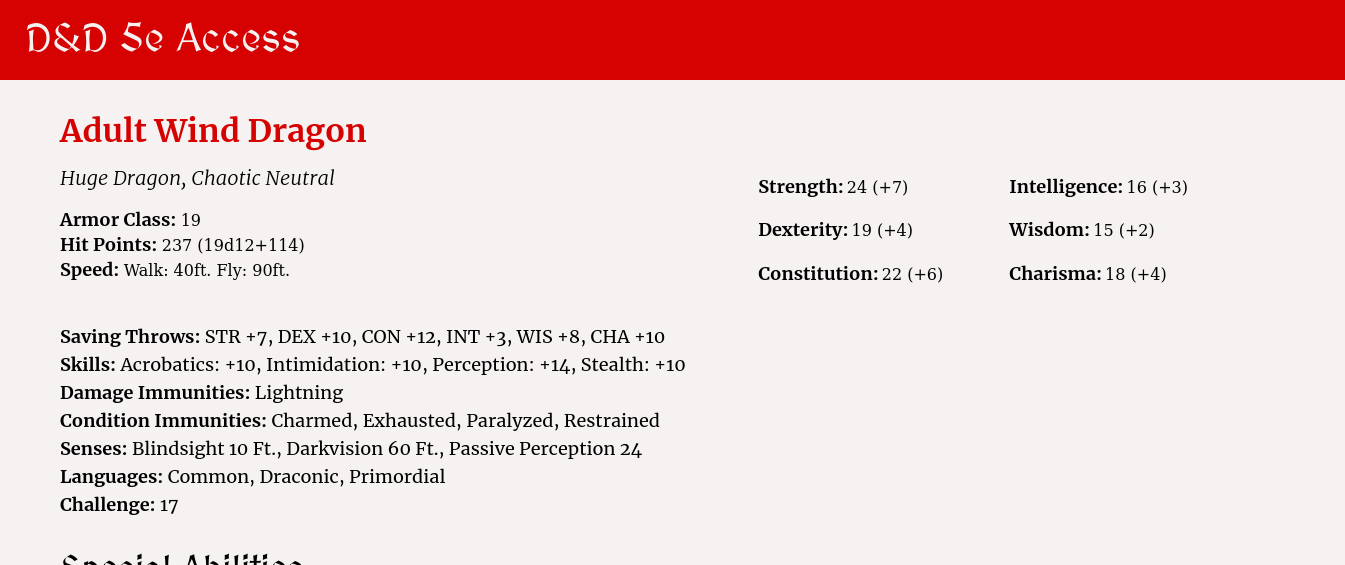 D&D 5e Access
Adult Wind Dragon
Huge Dragon, Chaotic Neutral
Armor Class: 19
Hit Points: 237 (19d12+114)
Speed: Walk: 40ft. Fly: 90ft.
Strength: 24 (+7)
Intelligence: 16 (+3)
Dexterity: 19 (+4)
Wisdom: 15 (+2)
Constitution: 22 (+6)
Charisma: 18 (+4)
Saving Throws: STR +7, DEX +10, CON +12, INT +3, WIS +8, CHA +10
Skills: Acrobatics: +10, Intimidation: +10, Perception: +14, Stealth: +10
Damage Immunities: Lightning
Condition Immunities: Charmed, Exhausted, Paralyzed, Restrained
Senses: Blindsight 10 Ft., Darkvision 60 Ft., Passive Perception 24
Languages: Common, Draconic, Primordial
Challenge: 17
Special Abilities